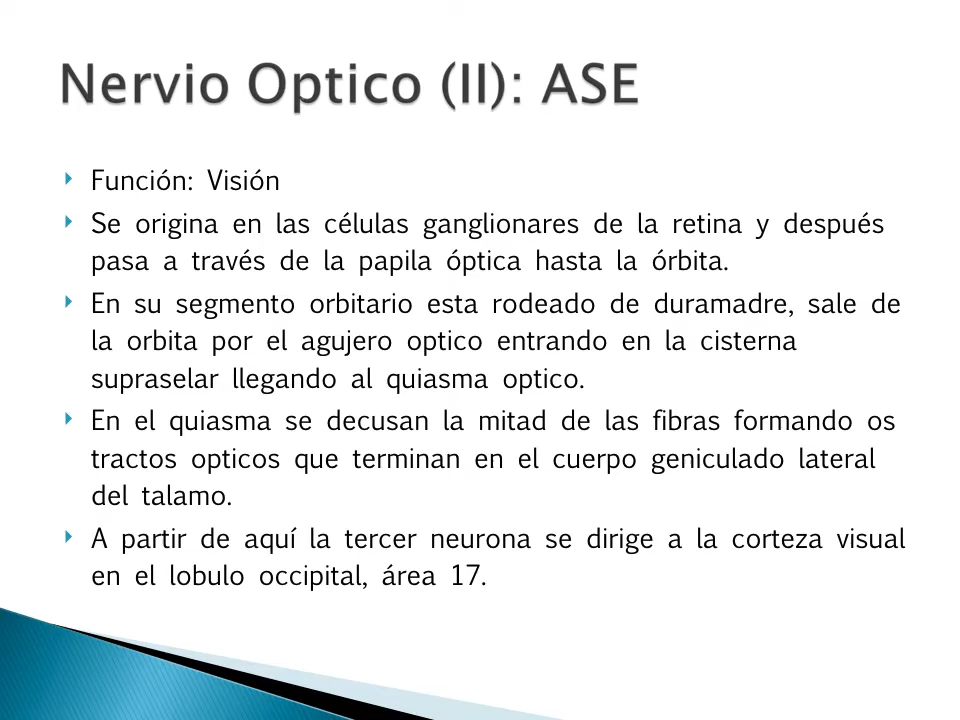 Nervio Optico (II): ASE
Función: Visión
Se origina en las células ganglionares de la retina y después
pasa a través de la papila óptica hasta la órbita.
En su segmento orbitario esta rodeado de duramadre, sale de
la orbita por el agujero optico entrando en la cisterna
supraselar llegando al quiasma optico.
En el quiasma se decusan la mitad de las fibras formando os
tractos opticos que terminan en el cuerpo geniculado lateral
del talamo.
A partir de aquí la tercer neurona se dirige a la corteza visual
en el lobulo occipital, área 17.